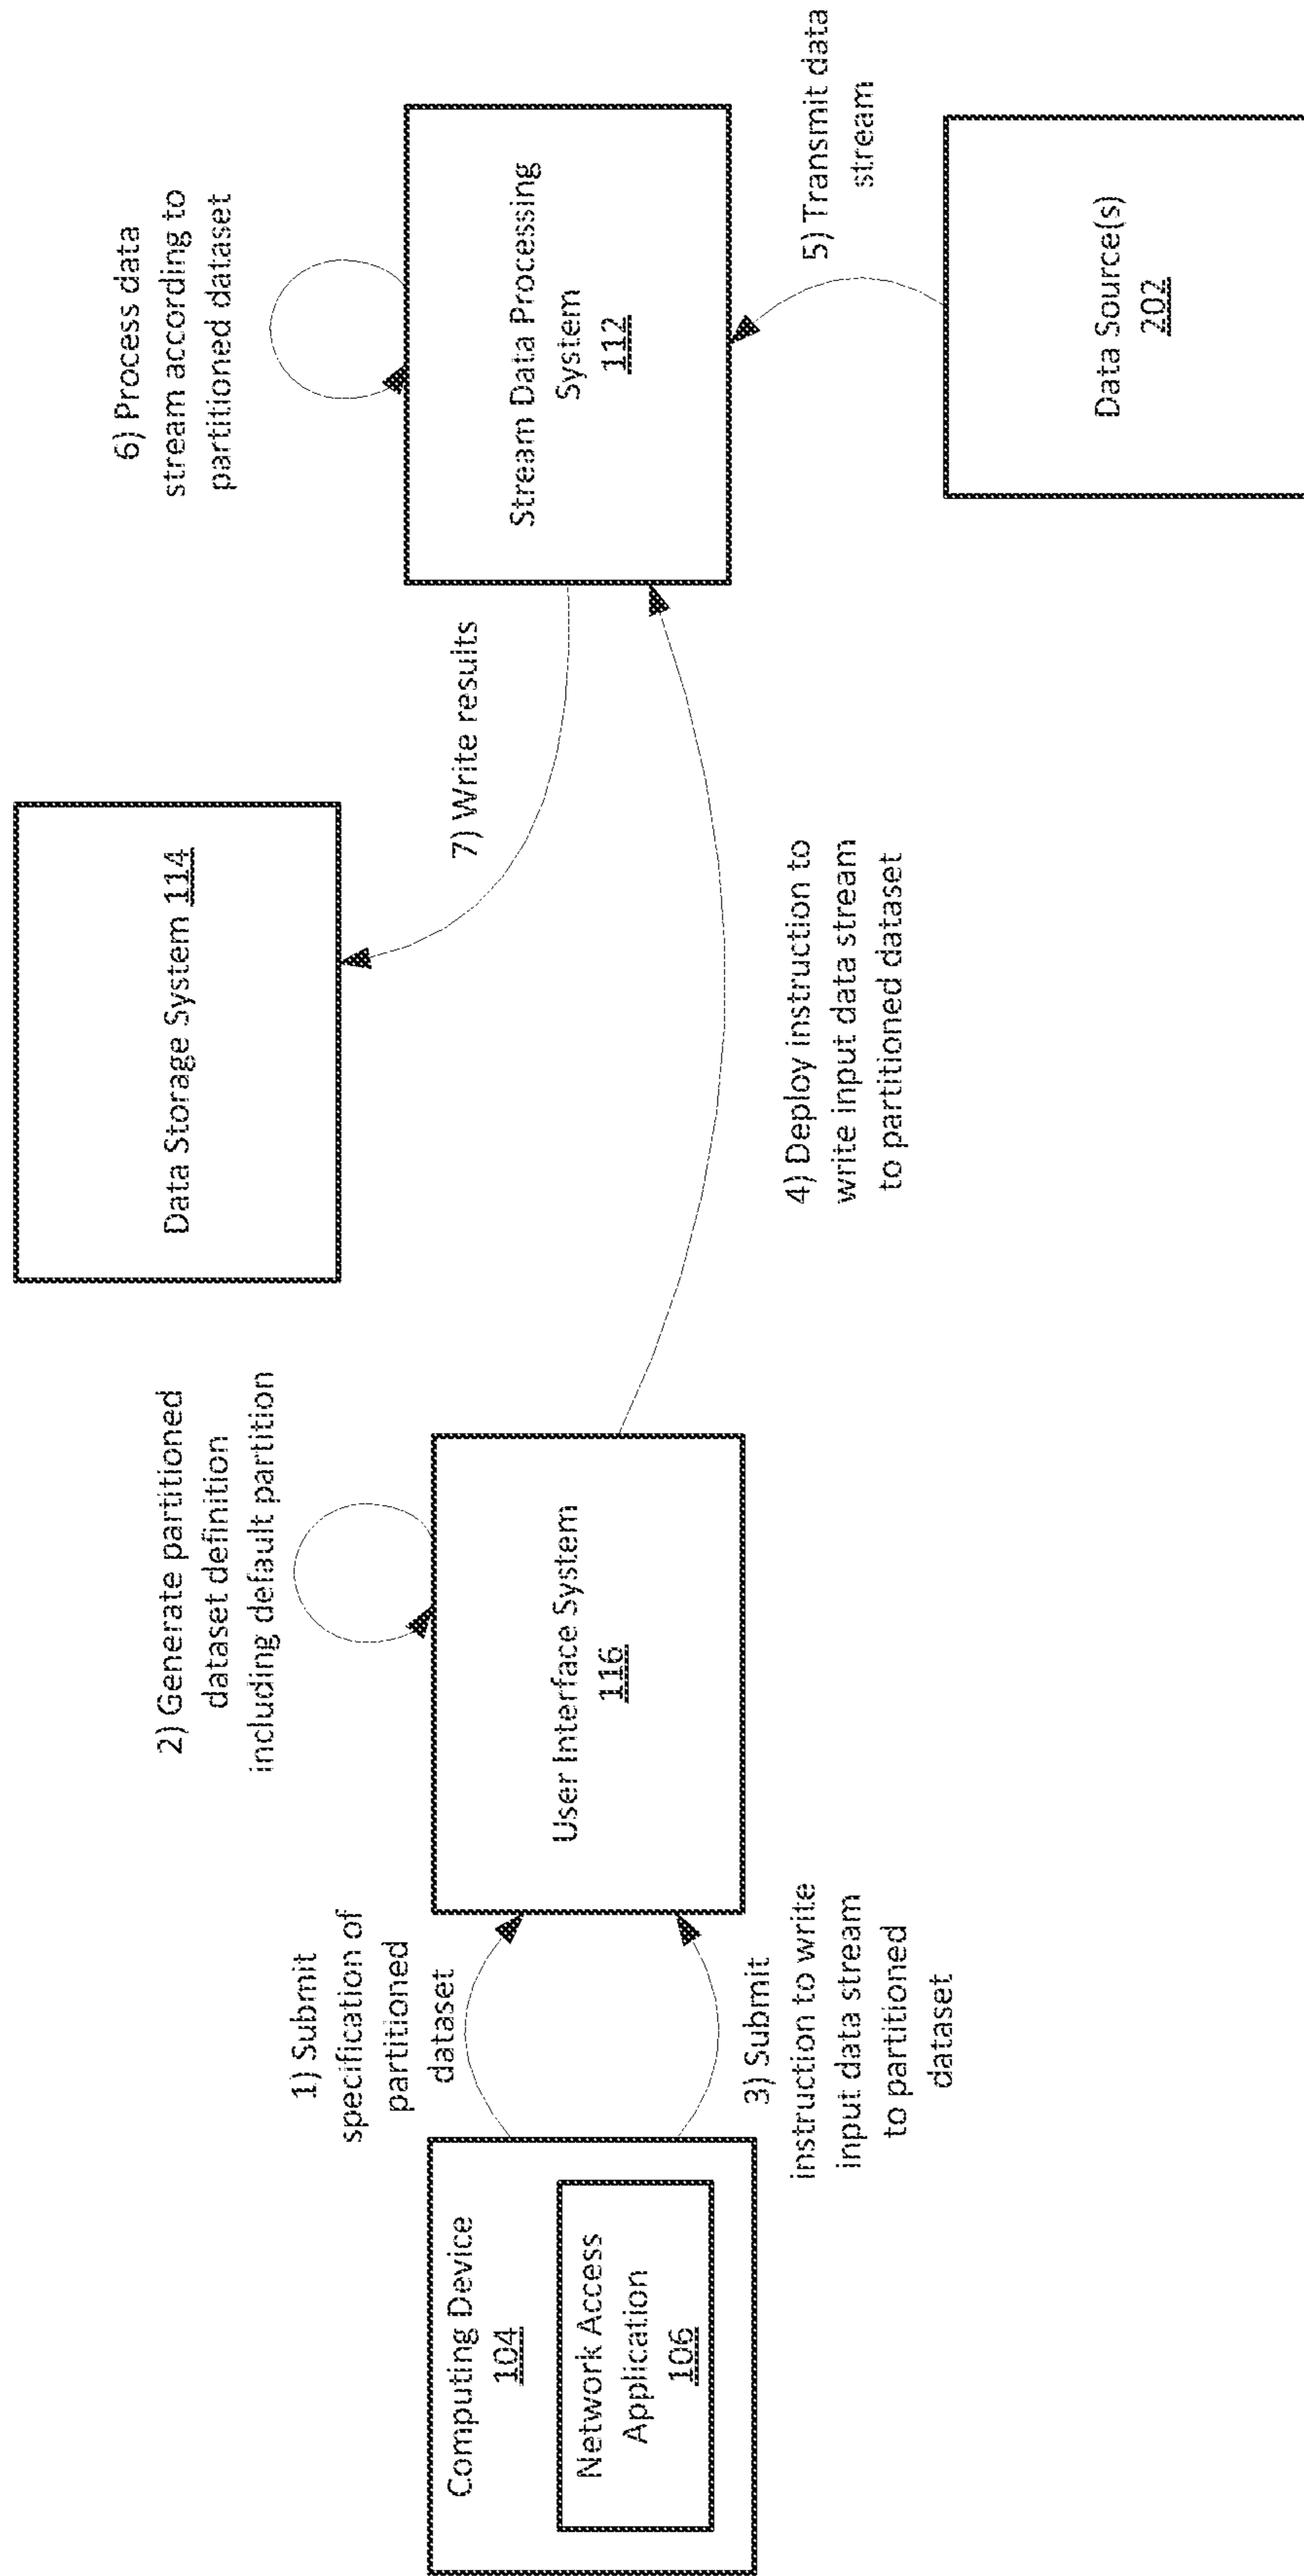 Computing Device
104
Network Access
Application
106
1) Submit
specification of
partitioned
dataset
3) Submit
instruction to write
input data stream
to partitioned
dataset
2) Generate partitioned
dataset definition
including default partition
User Interface System
116
4) Deploy instruction to
write input data stream
to partitioned dataset
Data Storage System 114
7) Write results
6) Process data
stream according to
partitioned dataset
Stream Data Processing
System
112
5) Transmit data
stream
Data Source(s)
202